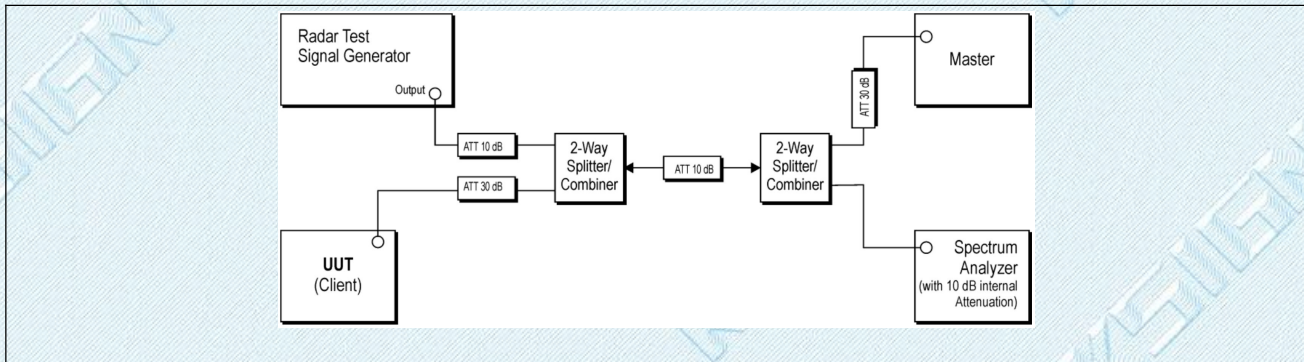 Radar Test
Signal Generator
Output
ATT 10 dB
ATT 30 dB
UUT
(Client)
2-Way
Splitter/
Combiner
ATT 10 dB
2-Way
Splitter/
Combiner
ATT 30 dB
Master
Spectrum
Analyzer
(with 10 dB internal
Attenuation)